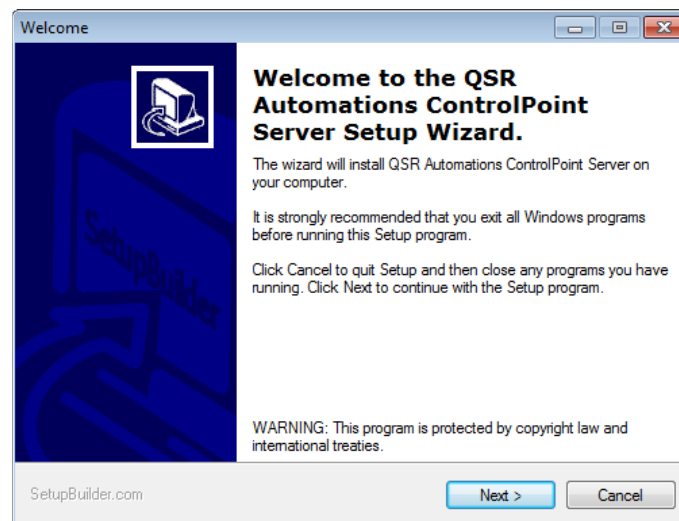 Welcome
Welcome to the QSR
Automations ControlPoint
Server Setup Wizard.
The wizard will install QSR Automations ControlPoint Server on
your computer.
It is strongly recommended that you exit all Windows programs
before running this Setup program.
Click Cancel to quit Setup and then close any programs you have
running. Click Next to continue with the Setup program.
WARNING: This program is protected by copyright law and
international treaties.
SetupBuilder
SetupBuilder.com
Next >
Cancel